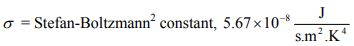 σ = Stefan-Boltzmann² constant, 5.67×10⁻⁸ J/(s.m².K⁴)